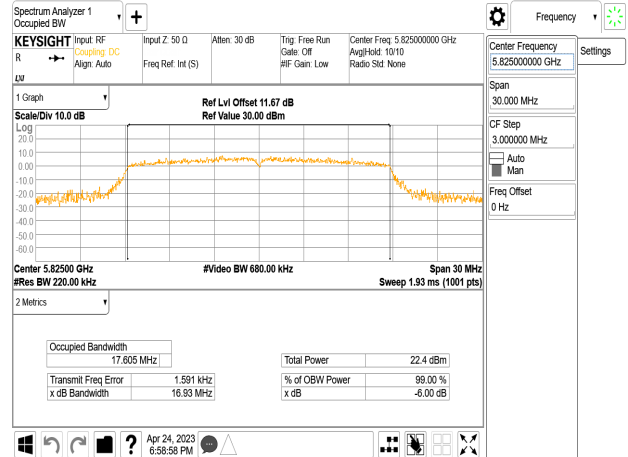 Spectrum Analyzer 1
Occupied BW
Frequency
KEYSIGHT
R
Input: RF
Coupling: DC
Align: Auto
Input Z: 50 Ω
Freq Ref: Int (S)
Atten: 30 dB
Trig: Free Run
Gate: Off
#IF Gain: Low
Center Freq: 5.825000000 GHz
Avg|Hold: 10/10
Radio Std: None
Center Frequency
5.825000000 GHz
Settings
Span
30.000 MHz
CF Step
3.000000 MHz
Auto
Man
Freq Offset
0 Hz
1 Graph
Scale/Div 10.0 dB
Ref Lvl Offset 11.67 dB
Ref Value 30.00 dBm
Log
20.0
10.0
0.00
-10.0
-20.0
-30.0
-40.0
-50.0
-60.0
Center 5.82500 GHz
#Video BW 680.00 kHz
Span 30 MHz
#Res BW 220.00 kHz
Sweep 1.93 ms (1001 pts)
2 Metrics
Occupied Bandwidth
17.605 MHz
Total Power 22.4 dBm
Transmit Freq Error 1.591 kHz
% of OBW Power 99.00 %
x dB Bandwidth 16.93 MHz
x dB -6.00 dB
?
Apr 24, 2023
6:58:58 PM